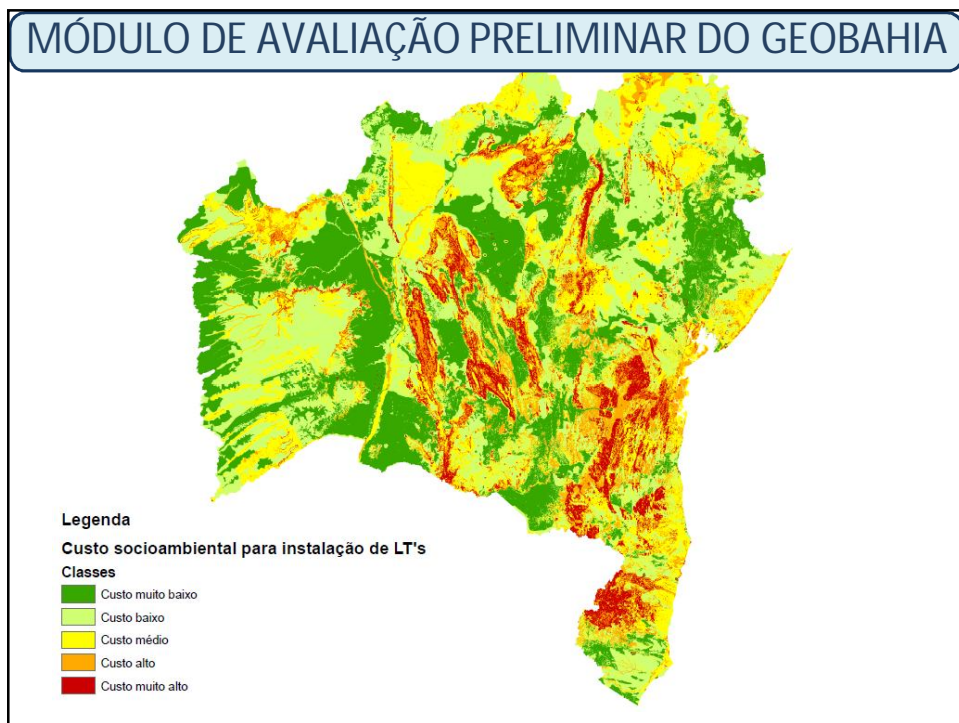 MÓDULO DE AVALIAÇÃO PRELIMINAR DO GEOBAHIA
Legenda
Custo socioambiental para instalação de LT's
Classes
Custo muito baixo
Custo baixo
Custo médio
Custo alto
Custo muito alto